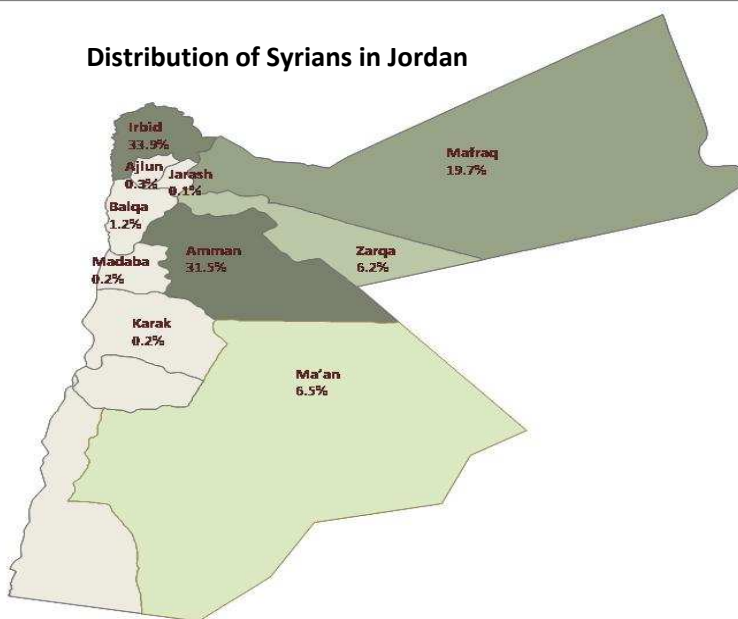 Distribution of Syrians in Jordan
Irbid
33.9%
Mafraq
19.7%
Ajlun
0.3%
Jarash
0.1%
Balqa
1.2%
Amman
31.5%
Zarqa
6.2%
Madaba
0.2%
Karak
0.2%
Ma'an
6.5%